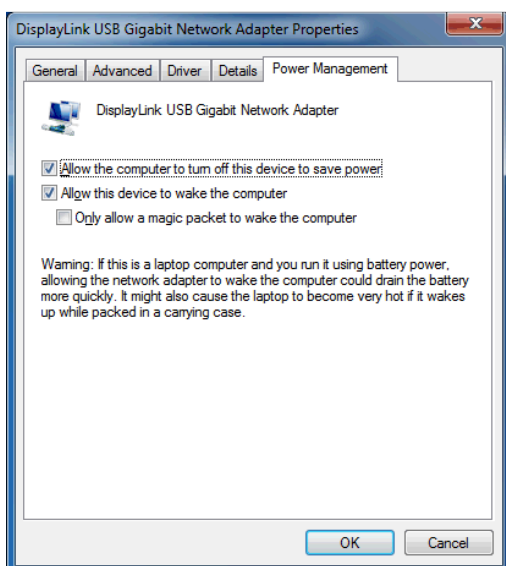 DisplayLink USB Gigabit Network Adapter Properties
General Advanced Driver Details Power Management
DisplayLink USB Gigabit Network Adapter
Allow the computer to turn off this device to save power
Allow this device to wake the computer
Only allow a magic packet to wake the computer
Warning: If this is a laptop computer and you run it using battery power,
allowing the network adapter to wake the computer could drain the battery
more quickly. It might also cause the laptop to become very hot if it wakes
up while packed in a carrying case.
OK Cancel